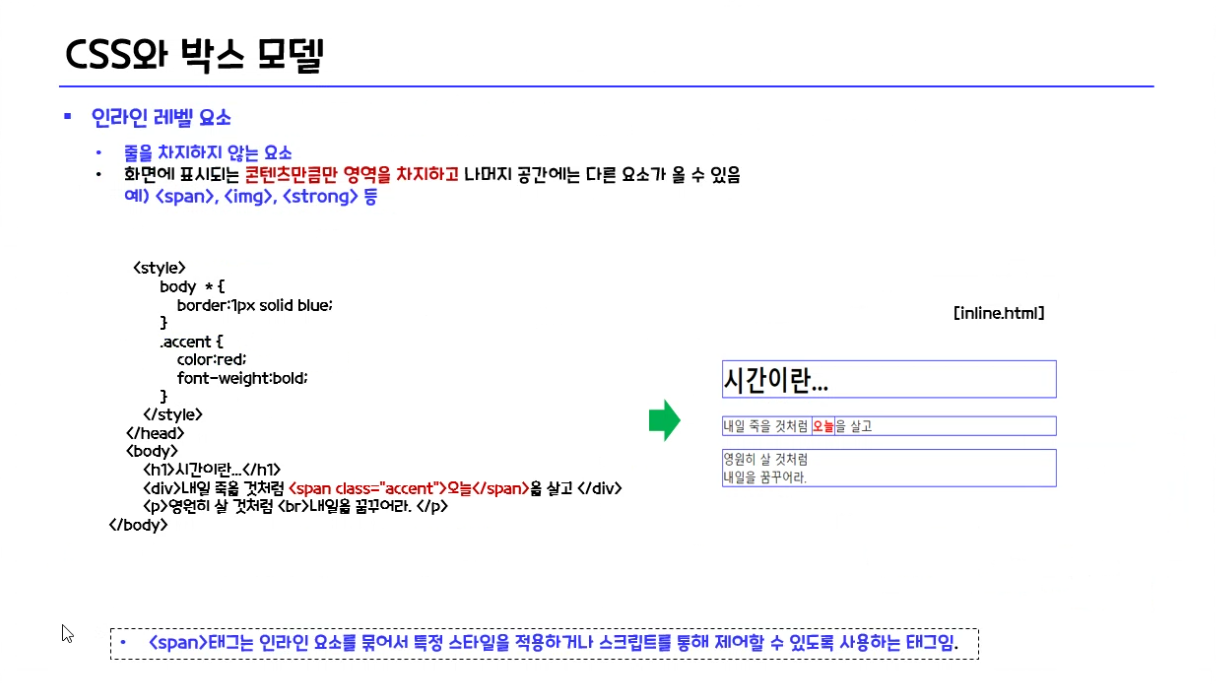 CSS와 박스 모델
▪ 인라인 레벨 요소
• 줄을 차지하지 않는 요소
• 화면에 표시되는 콘텐츠만큼만 영역을 차지하고 나머지 공간에는 다른 요소가 올 수 있음
예) <span>, <img>, <strong> 등
<style>
body * {
border:1px solid blue;
}
.accent {
color:red;
font-weight:bold;
}
</style>
</head>
<body>
<h1>시간이란...</h1>
<div>내일 죽을 것처럼 <span class="accent">오늘</span>을 살고 </div>
<p>영원히 살 것처럼 <br>내일을 꿈꾸어라. </p>
</body>
[inline.html]
시간이란...
내일 죽을 것처럼 오늘을 살고
영원히 살 것처럼
내일을 꿈꾸어라.
• <span>태그는 인라인 요소를 묶어서 특정 스타일을 적용하거나 스크립트를 통해 제어할 수 있도록 사용하는 태그임.